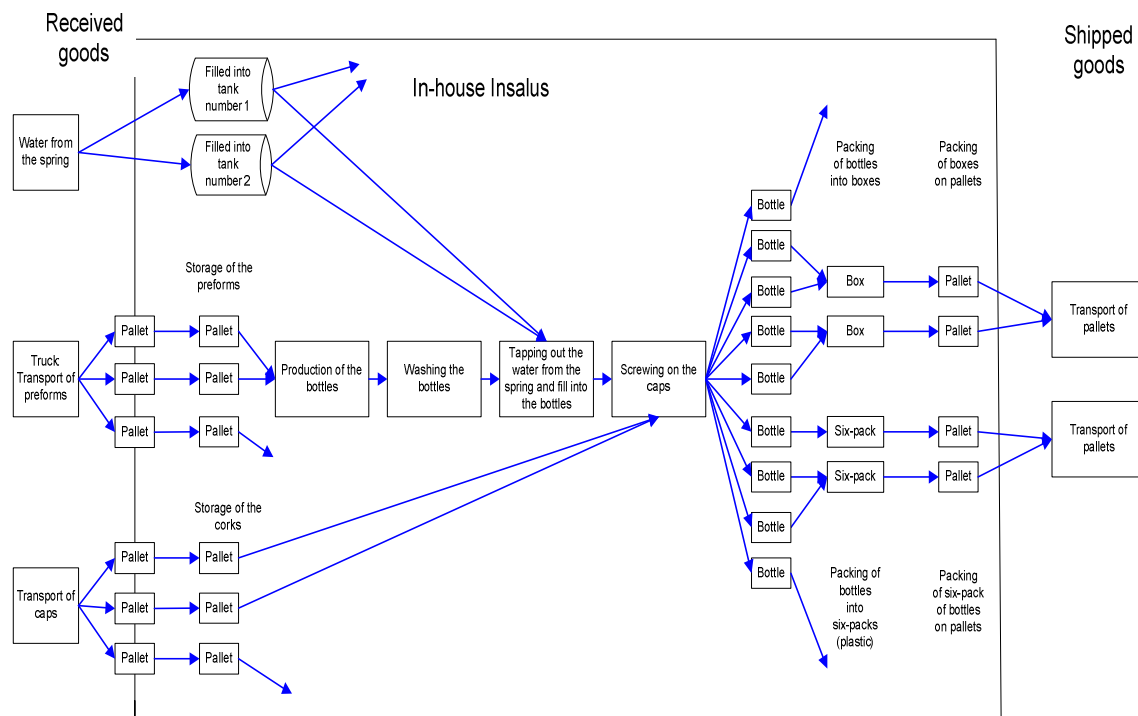 Received
goods
Shipped
goods
In-house Insalus
Filled into
tank
number 1
Water from
the spring
Filled into
tank
number 2
Packing
of bottles
into boxes
Packing
of boxes
on pallets
Bottle
Bottle
Bottle
Box
Pallet
Bottle
Box
Pallet
Transport of
pallets
Bottle
Storage of the
preforms
Pallet
Pallet
Truck:
Transport of
preforms
Pallet
Pallet
Pallet
Pallet
Production of the
bottles
Washing the
bottles
Tapping out the
water from the
spring and fill into
the bottles
Screwing on the
caps
Bottle
Six-pack
Pallet
Bottle
Six-pack
Pallet
Transport of
pallets
Bottle
Bottle
Storage of the
corks
Pallet
Pallet
Transport of
caps
Pallet
Pallet
Pallet
Pallet
Packing of
bottles
into
six-packs
(plastic)
Packing
of six-pack
of bottles
on pallets